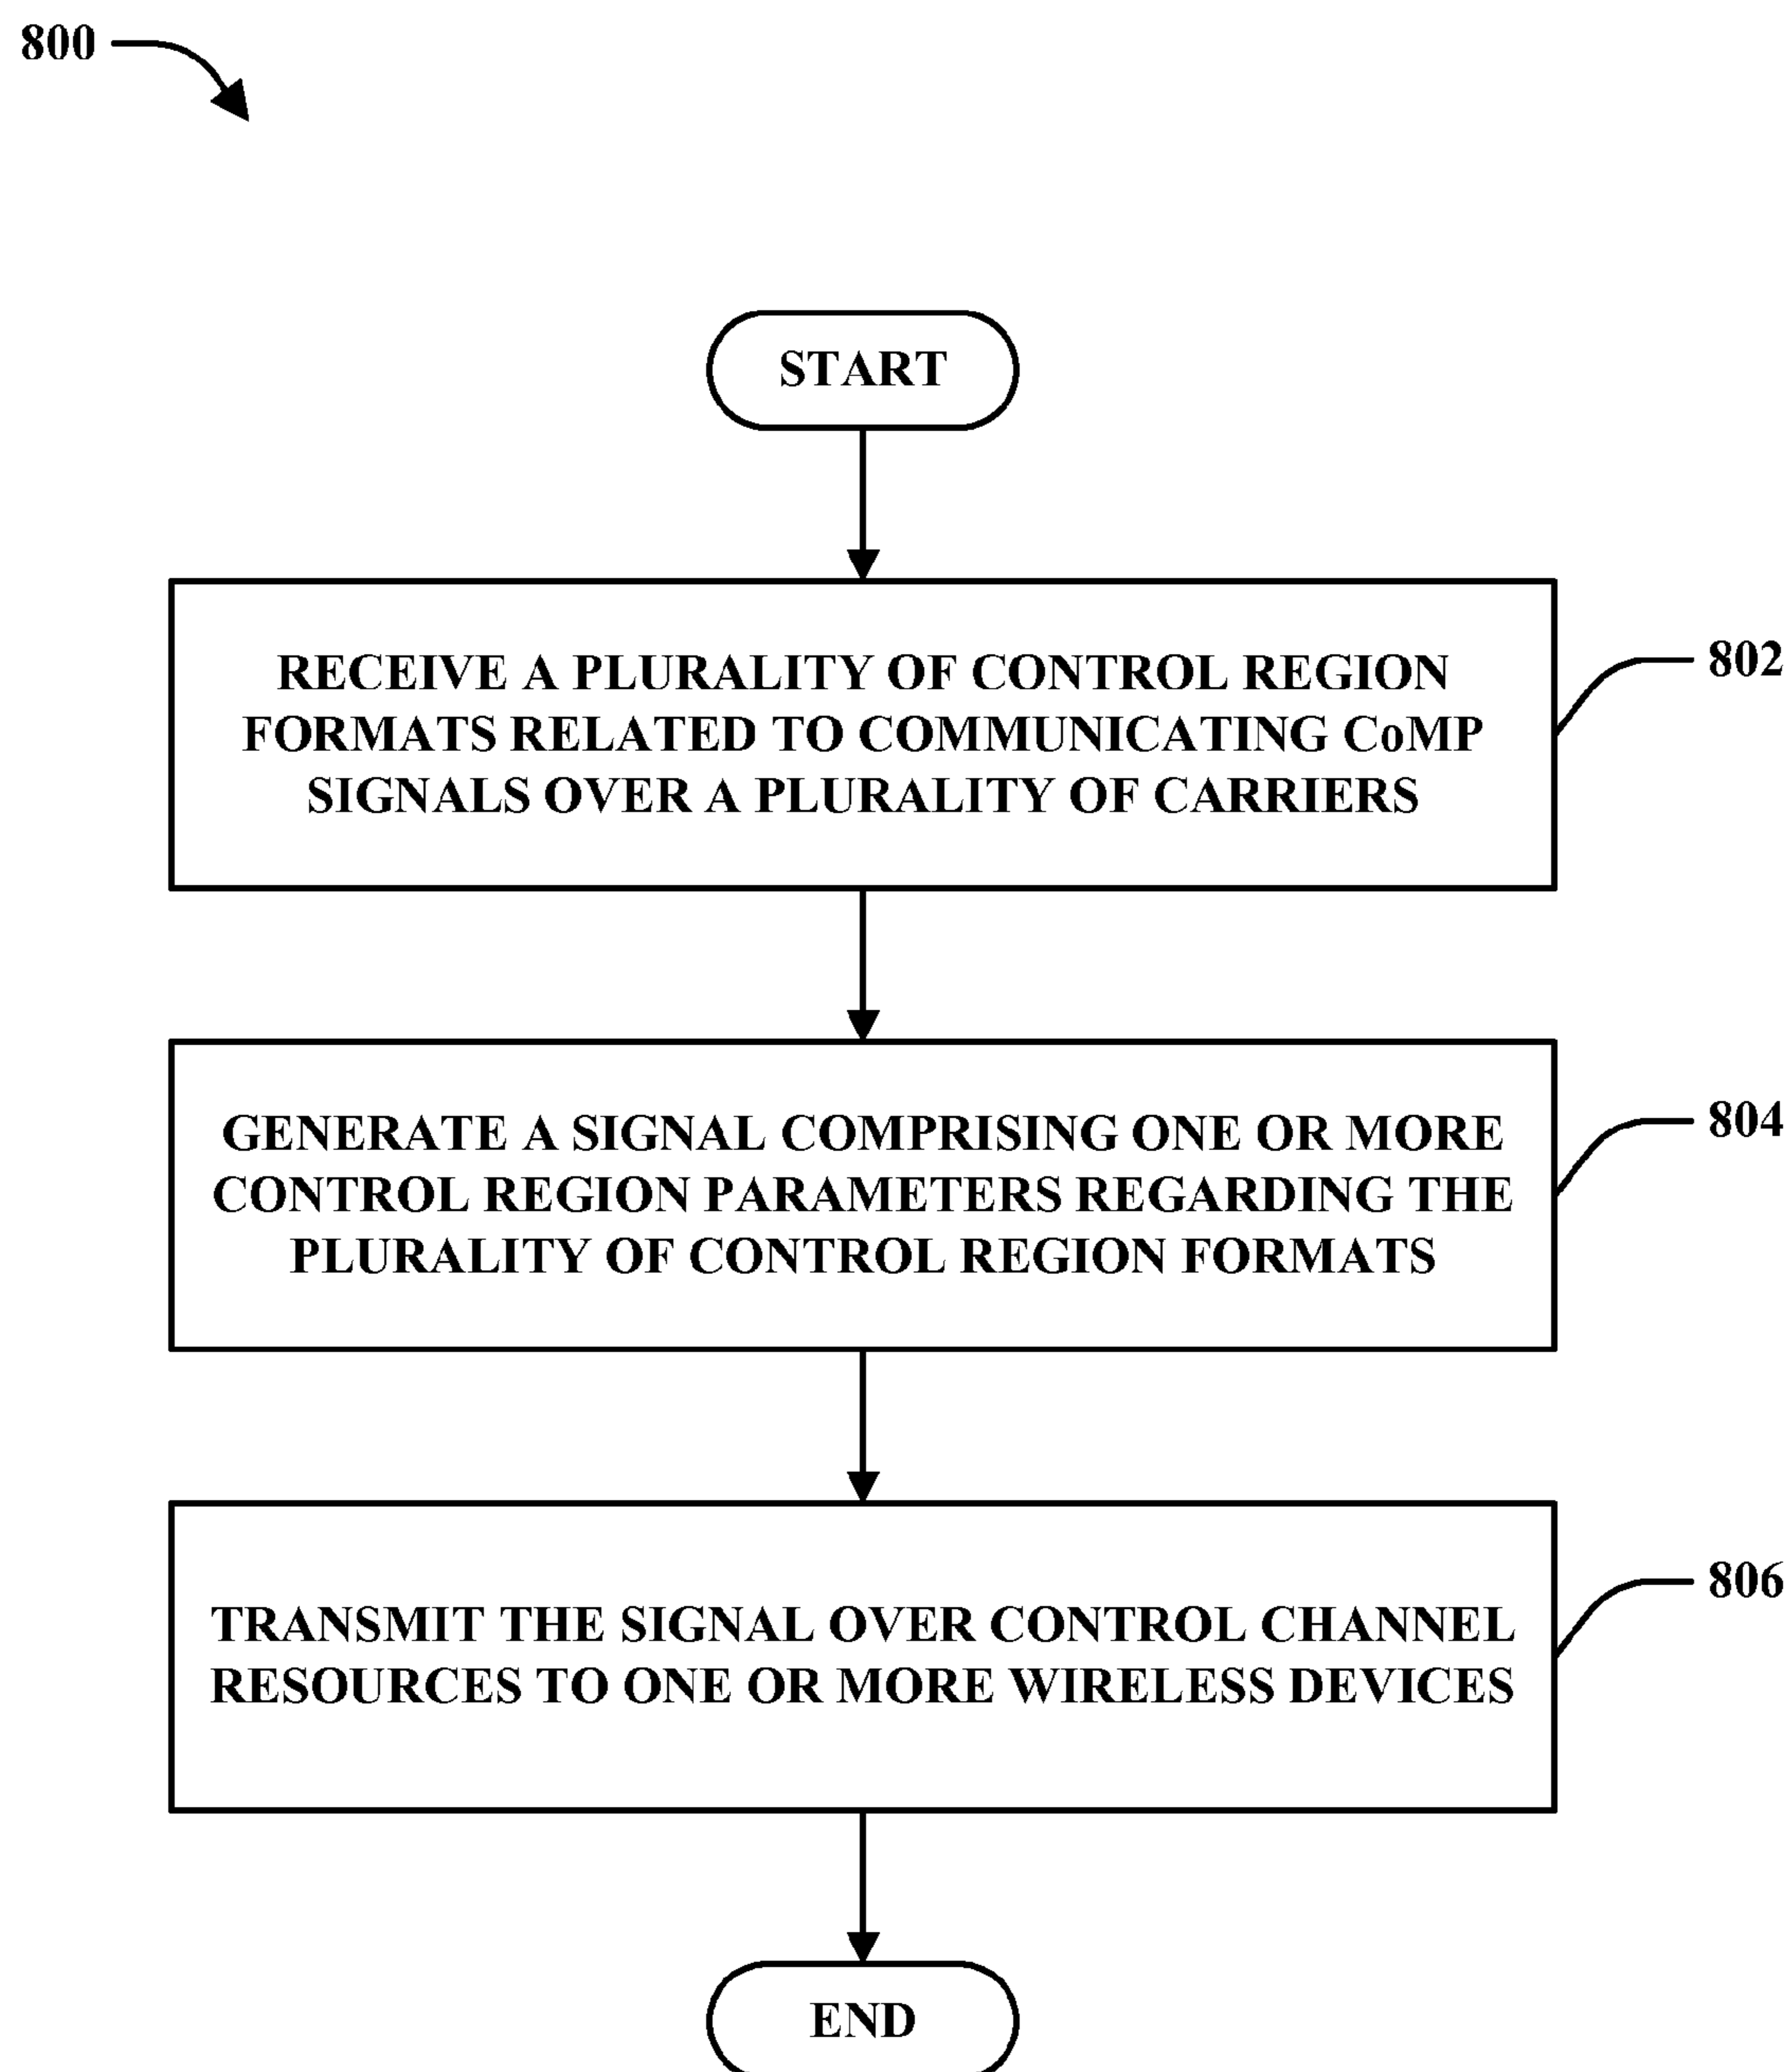 800
START
RECEIVE A PLURALITY OF CONTROL REGION
FORMATS RELATED TO COMMUNICATING CoMP
SIGNALS OVER A PLURALITY OF CARRIERS
802
GENERATE A SIGNAL COMPRISING ONE OR MORE
CONTROL REGION PARAMETERS REGARDING THE
PLURALITY OF CONTROL REGION FORMATS
804
TRANSMIT THE SIGNAL OVER CONTROL CHANNEL
RESOURCES TO ONE OR MORE WIRELESS DEVICES
806
END